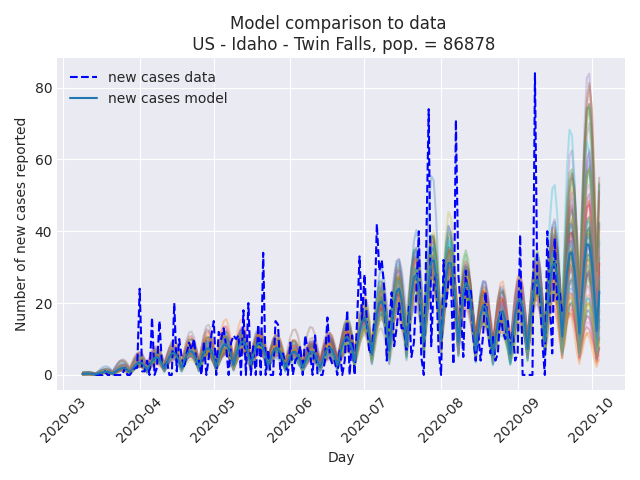 Model comparison to data
US - Idaho - Twin Falls, pop. = 86878
new cases data
new cases model
Number of new cases reported
80
60
40
20
0
2020-03
2020-04
2020-05
2020-06
2020-07
2020-08
2020-09
2020-10
Day